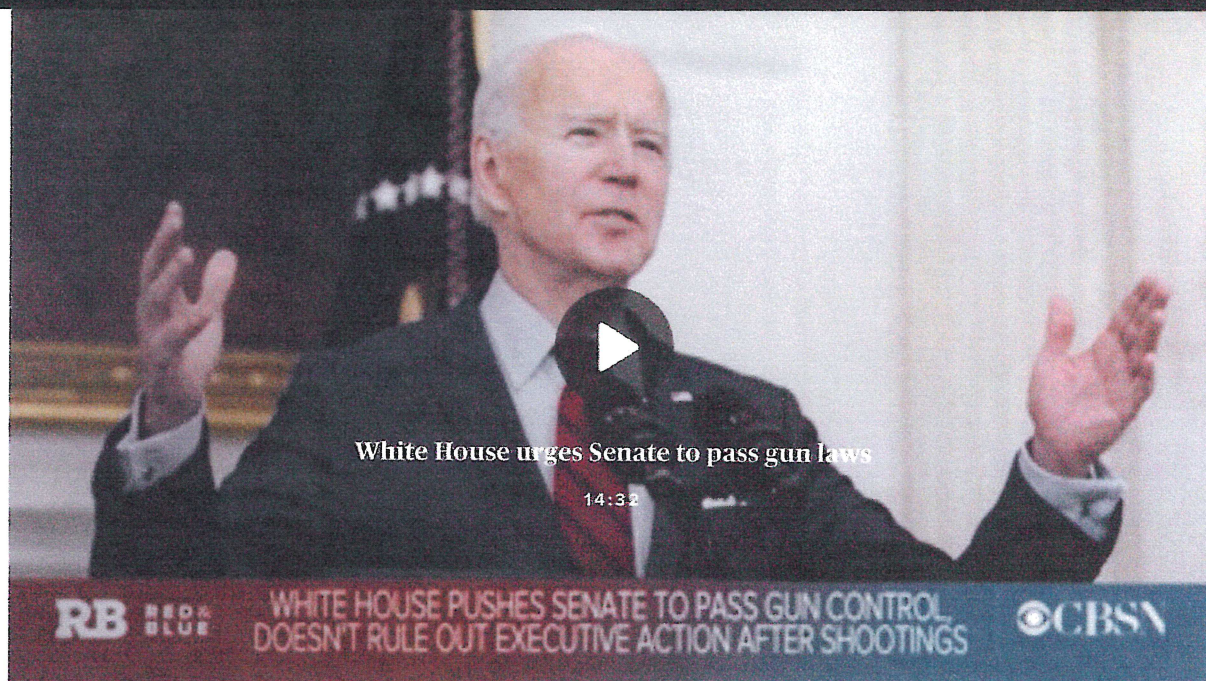 White House urges Senate to pass gun laws
14:32
RB RED & BLUE
WHITE HOUSE PUSHES SENATE TO PASS GUN CONTROL,
DOESN'T RULE OUT EXECUTIVE ACTION AFTER SHOOTINGS
CBSN